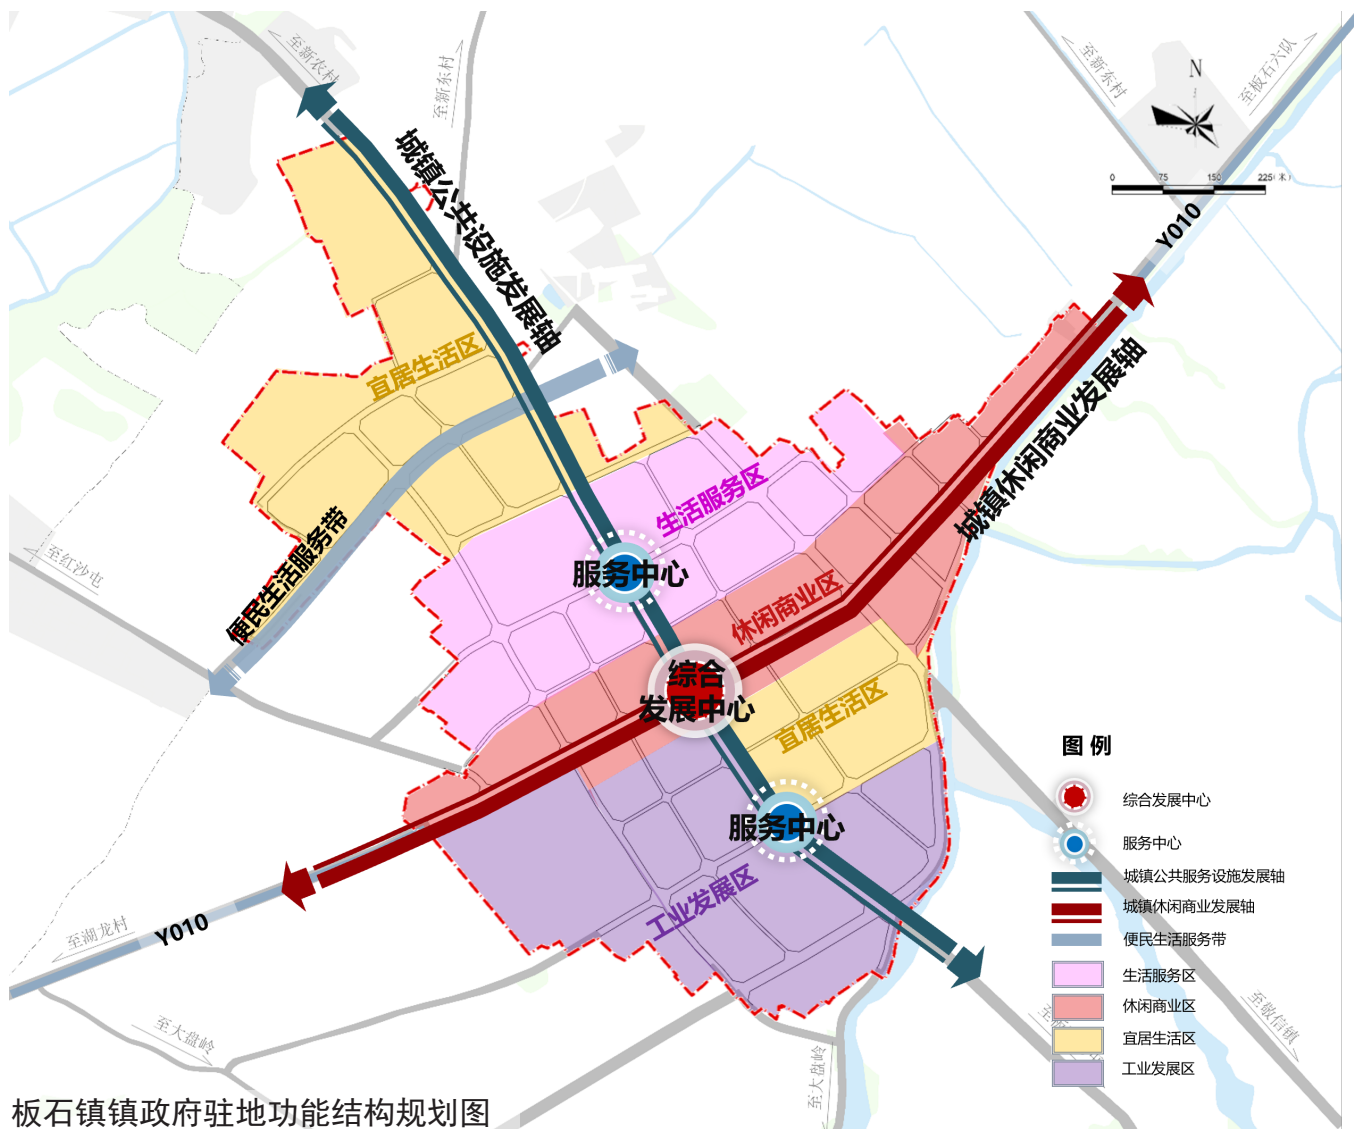 至新农村
至新东村
至新东村
至板石六队
N
0 75 150 225(米)
Y010
城镇公共设施发展轴
宜居生活区
城镇休闲商业发展轴
生活服务区
便民生活服务带
至红沙屯
服务中心
休闲商业区
综合
发展中心
宜居生活区
服务中心
工业发展区
Y010
至湖龙村
至大盘岭
至大盘岭
至敬信镇
图 例
综合发展中心
服务中心
城镇公共服务设施发展轴
城镇休闲商业发展轴
便民生活服务带
生活服务区
休闲商业区
宜居生活区
工业发展区
板石镇镇政府驻地功能结构规划图